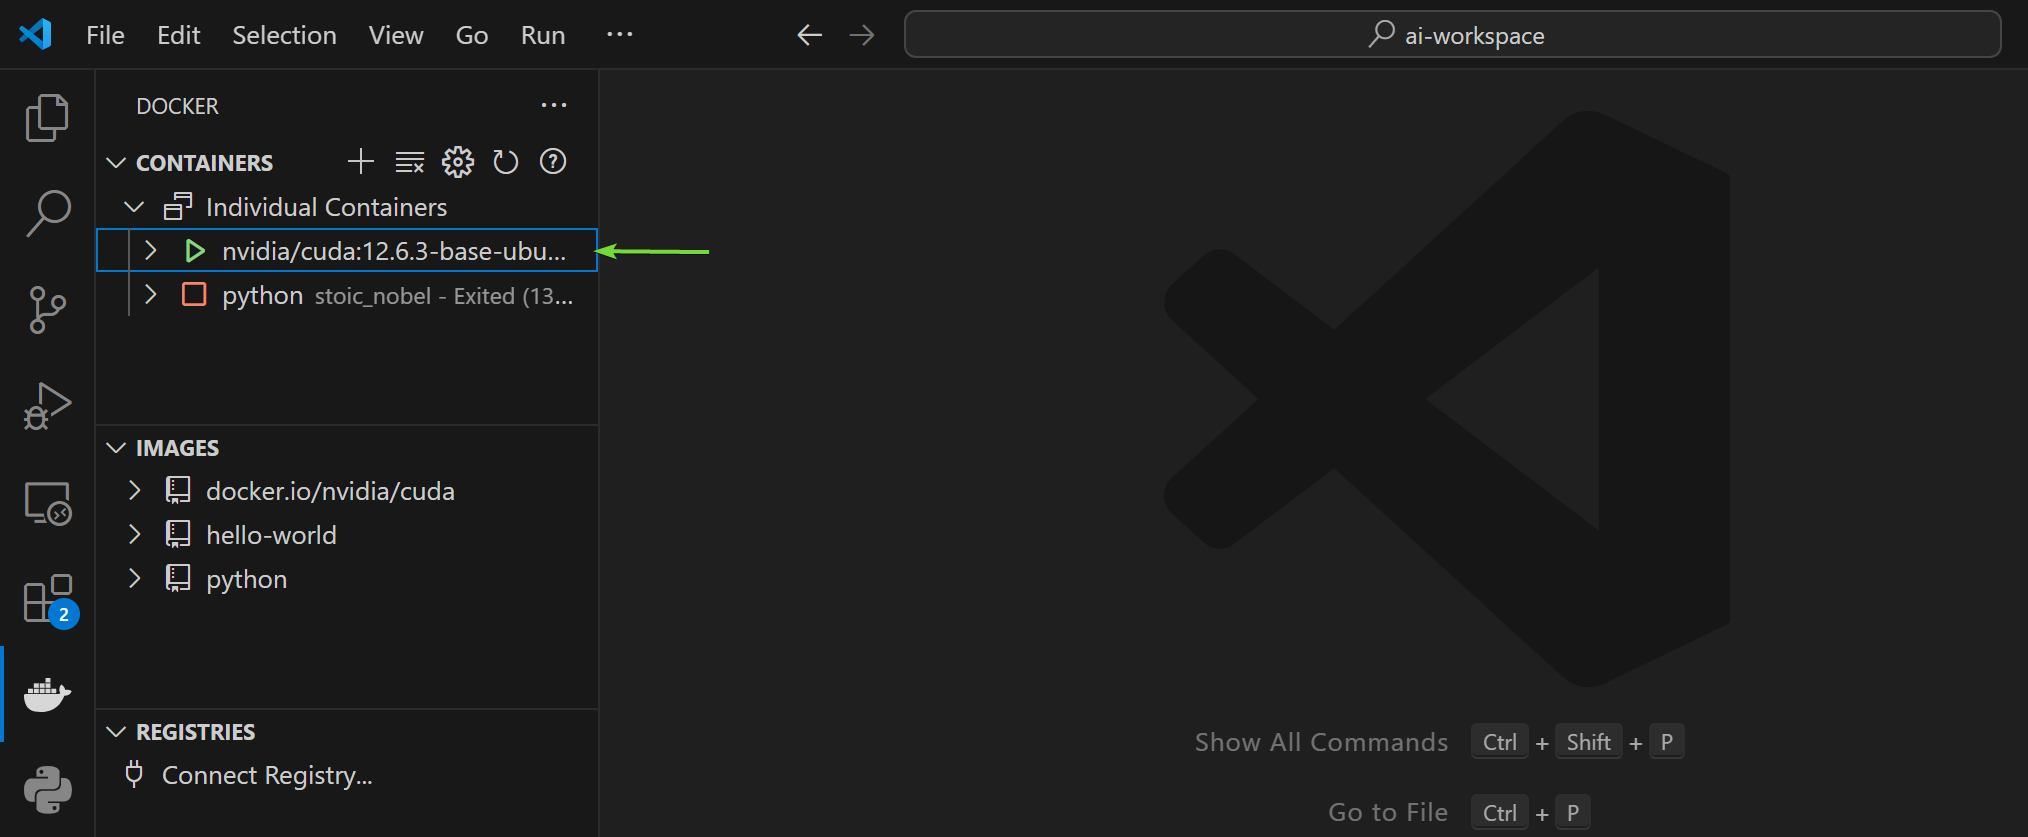 File Edit Selection View Go Run ···
ai-workspace
DOCKER ···
CONTAINERS
Individual Containers
nvidia/cuda:12.6.3-base-ubu...
python stoic_nobel - Exited (13...
IMAGES
docker.io/nvidia/cuda
hello-world
python
2
REGISTRIES
Connect Registry...
Show All Commands Ctrl + Shift + P
Go to File Ctrl + P